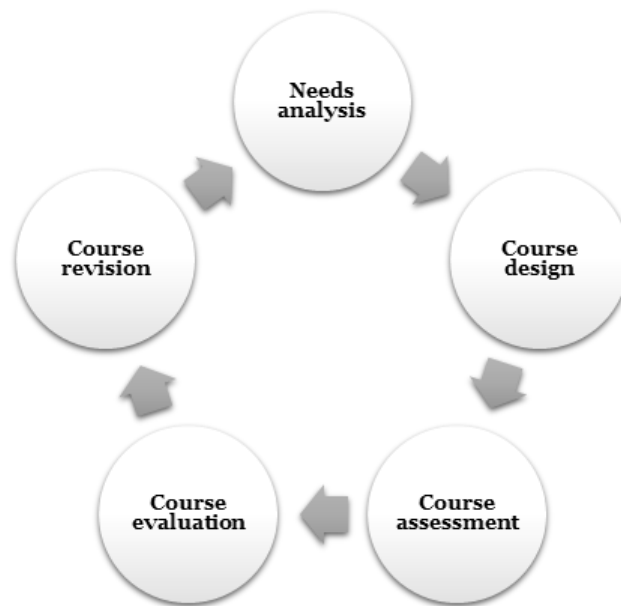 Needs
analysis
Course
design
Course
assessment
Course
evaluation
Course
revision